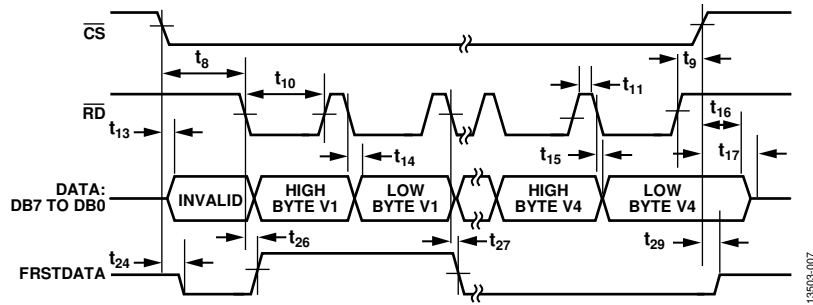 CS
t8
t9
t10
t11
RD
t16
t13
t14
t15
t17
DATA:
DB7 TO DB0
INVALID
HIGH
BYTE V1
LOW
BYTE V1
HIGH
BYTE V4
LOW
BYTE V4
t24
t26
t27
t29
FRSTDATA
13503-007